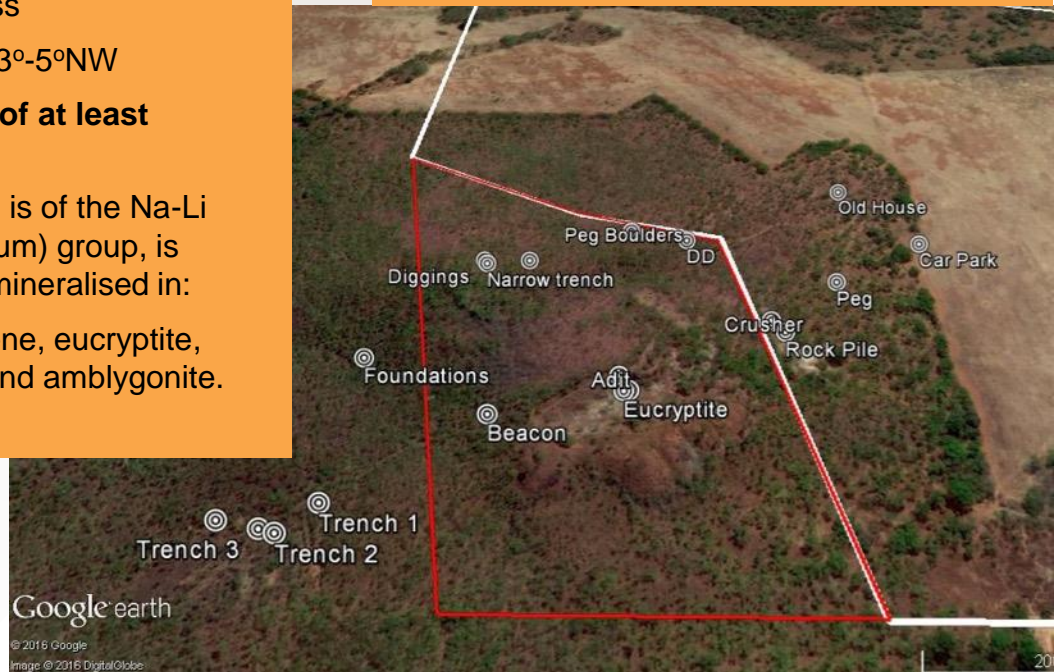 ss
3º-5ºNW
of at least
is of the Na-Li
um) group, is
mineralised in:
ne, eucryptite,
nd amblygonite.
Old House
Peg Boulders
DD
Car Park
Diggings
Narrow trench
Peg
Crusher
Rock Pile
Foundations
Adit
Eucryptite
Beacon
Trench 1
Trench 3
Trench 2
Google earth
© 2016 Google
Image © 2016 DigitalGlobe
20